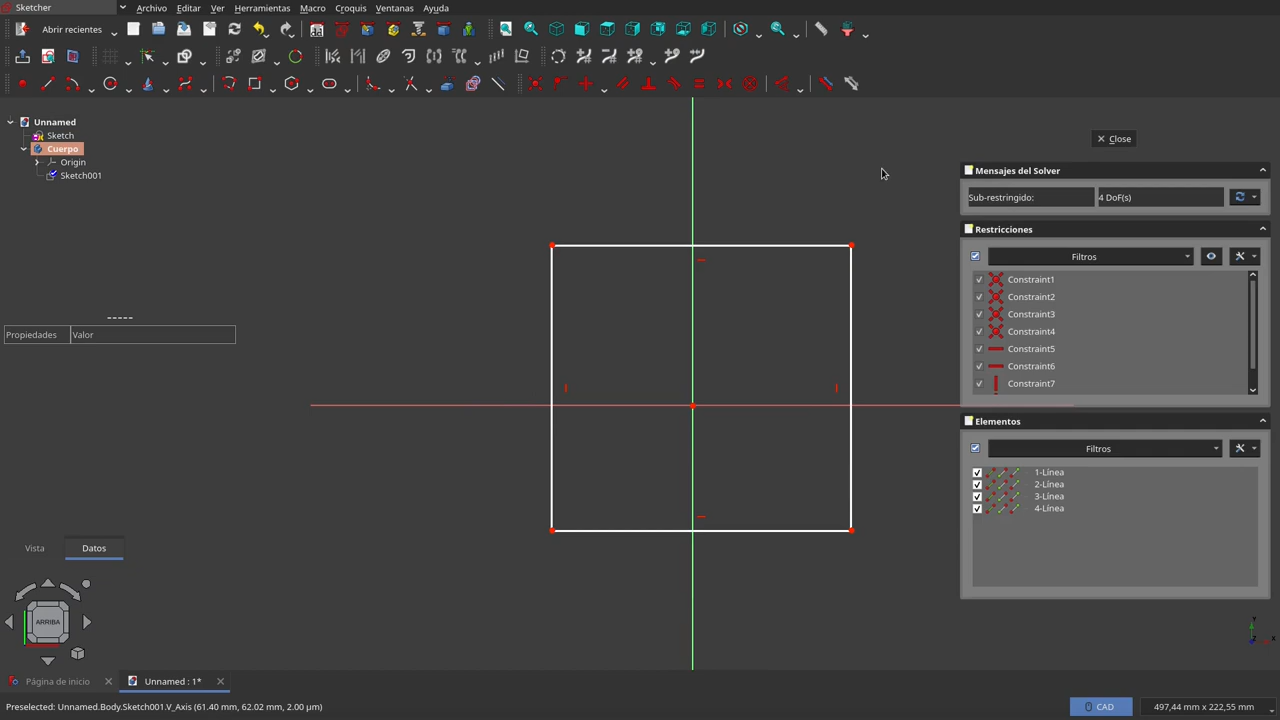 Sketcher
Archivo Editar Ver Herramientas Macro Croquis Ventanas Ayuda
Abrir recientes
Unnamed
Sketch
Cuerpo
Origin
Sketch001
Close
Mensajes del Solver
Sub-restringido: 4 DoF(s)
Restricciones
Filtros
Constraint1
Constraint2
Constraint3
Constraint4
Constraint5
Constraint6
Constraint7
Propiedades Valor
Elementos
Filtros
1-Línea
2-Línea
3-Línea
4-Línea
Vista Datos
ARRIBA
Página de inicio Unnamed : 1*
Preselected: Unnamed.Body.Sketch001.V_Axis (61.40 mm, 62.02 mm, 2.00 µm) CAD 497,44 mm x 222,55 mm